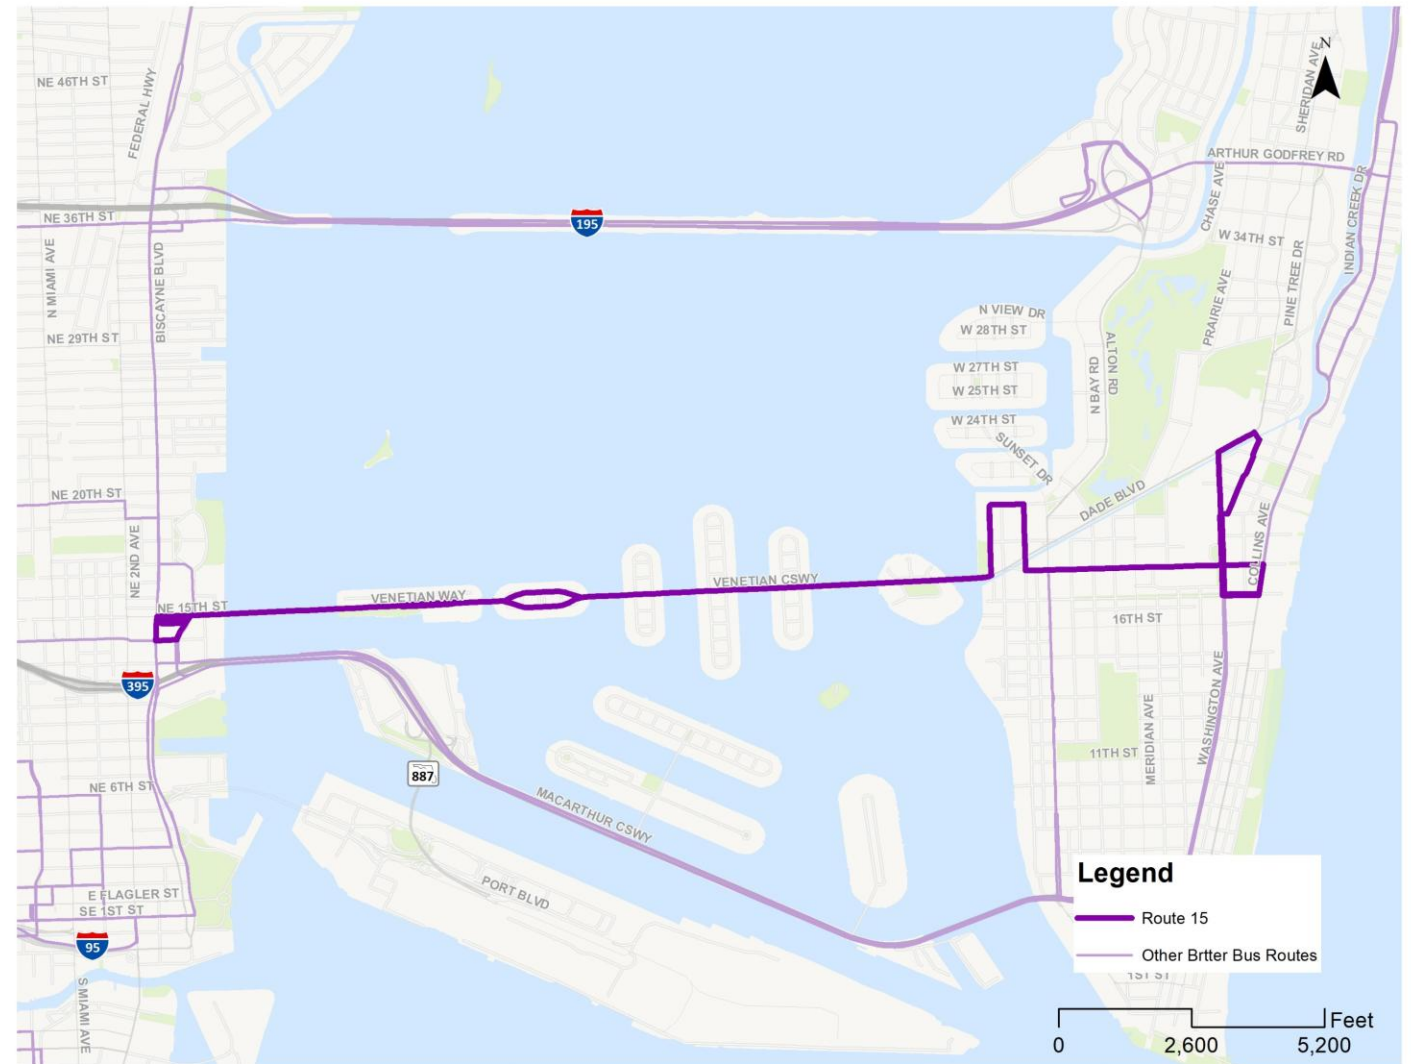 N
NE 46TH ST
FEDERAL HWY
SHERIDAN AVE
ARTHUR GODFREY RD
CHASE AVE
INDIAN CREEK DR
NE 36TH ST
195
W 34TH ST
N MIAMI AVE
BISCAYNE BLVD
PINE TREE DR
PRAIRIE AVE
N VIEW DR
W 28TH ST
NE 29TH ST
ALTON RD
N BAY RD
W 27TH ST
W 25TH ST
W 24TH ST
SUNSET DR
DADE BLVD
NE 20TH ST
NE 2ND AVE
COLLINS AVE
VENETIAN CSWY
VENETIAN WAY
NE 15TH ST
16TH ST
395
MERIDIAN AVE
WASHINGTON AVE
11TH ST
887
NE 6TH ST
MACARTHUR CSWY
PORT BLVD
E FLAGLER ST
SE 1ST ST
95
S MIAMI AVE
Legend
Route 15
Other Brtter Bus Routes
1ST ST
Feet
0 2,600 5,200